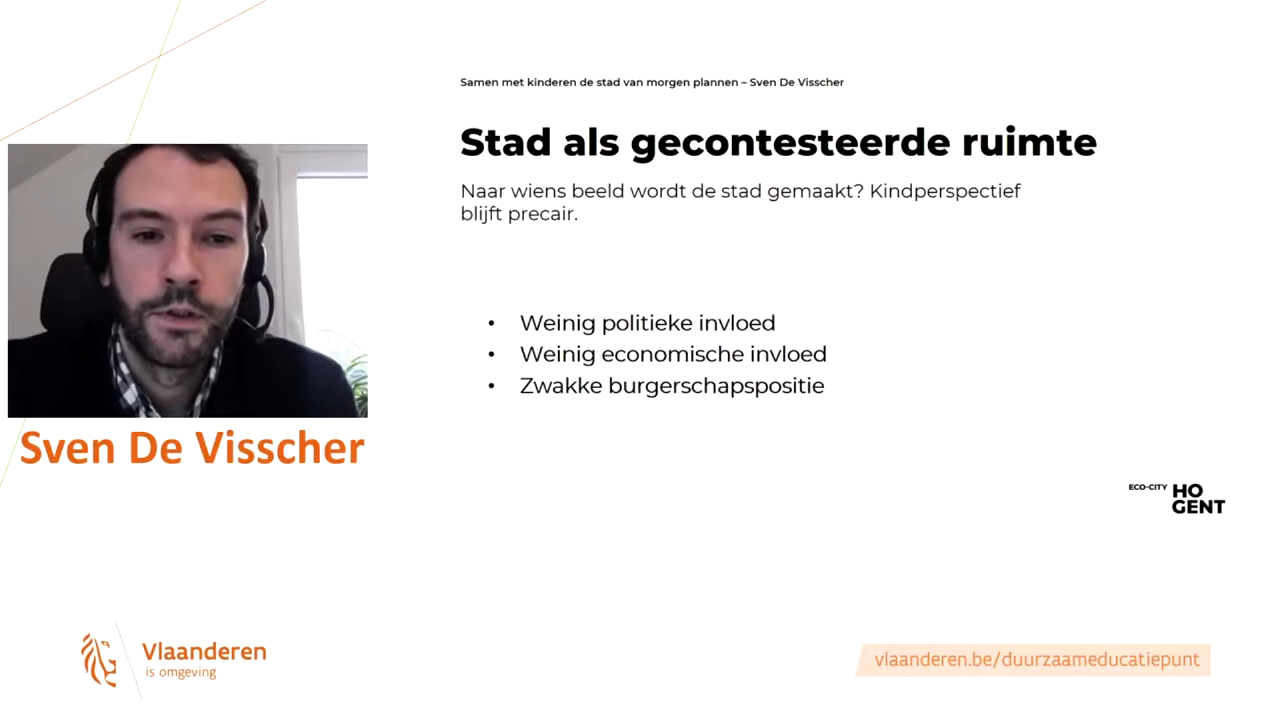 Samen met kinderen de stad van morgen plannen – Sven De Visscher
Stad als gecontesteerde ruimte
Naar wiens beeld wordt de stad gemaakt? Kindperspectief
blijft precair.
• Weinig politieke invloed
• Weinig economische invloed
• Zwakke burgerschapspositie
Sven De Visscher
ECO-CITY HO
GENT
Vlaanderen
is omgeving
vlaanderen.be/duurzaameducatiepunt